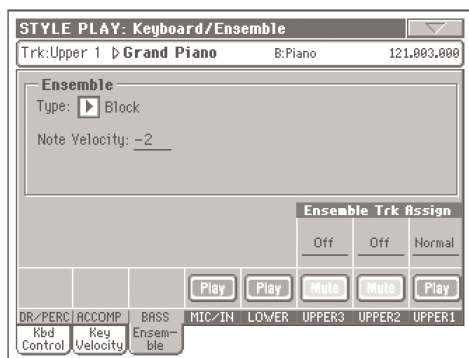 STYLE PLAY: Keyboard/Ensemble
Trk:Upper 1 Grand Piano B:Piano 121.003.000
Ensemble
Type: Block
Note Velocity: -2
Ensemble Trk Assign
Off Off Normal
Play Play Mute Mute Play
DR/PERC ACCOMP BASS MIC/IN LOWER UPPER3 UPPER2 UPPER1
Kbd Key Ensem-
Control Velocity ble